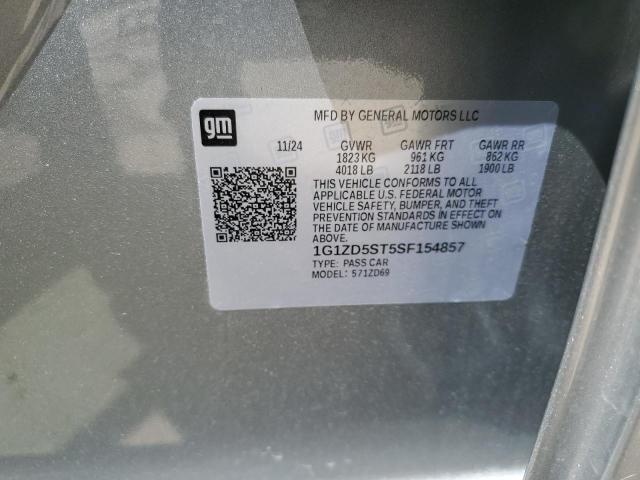 gm
MFD BY GENERAL MOTORS LLC
11/24 GVWR GAWR FRT GAWR RR
1823 KG 961 KG 862 KG
4018 LB 2118 LB 1900 LB
THIS VEHICLE CONFORMS TO ALL
APPLICABLE U.S. FEDERAL MOTOR
VEHICLE SAFETY, BUMPER, AND THEFT
PREVENTION STANDARDS IN EFFECT ON
THE DATE OF MANUFACTURE SHOWN
ABOVE.
1G1ZD5ST5SF154857
TYPE: PASS CAR
MODEL: 571ZD69